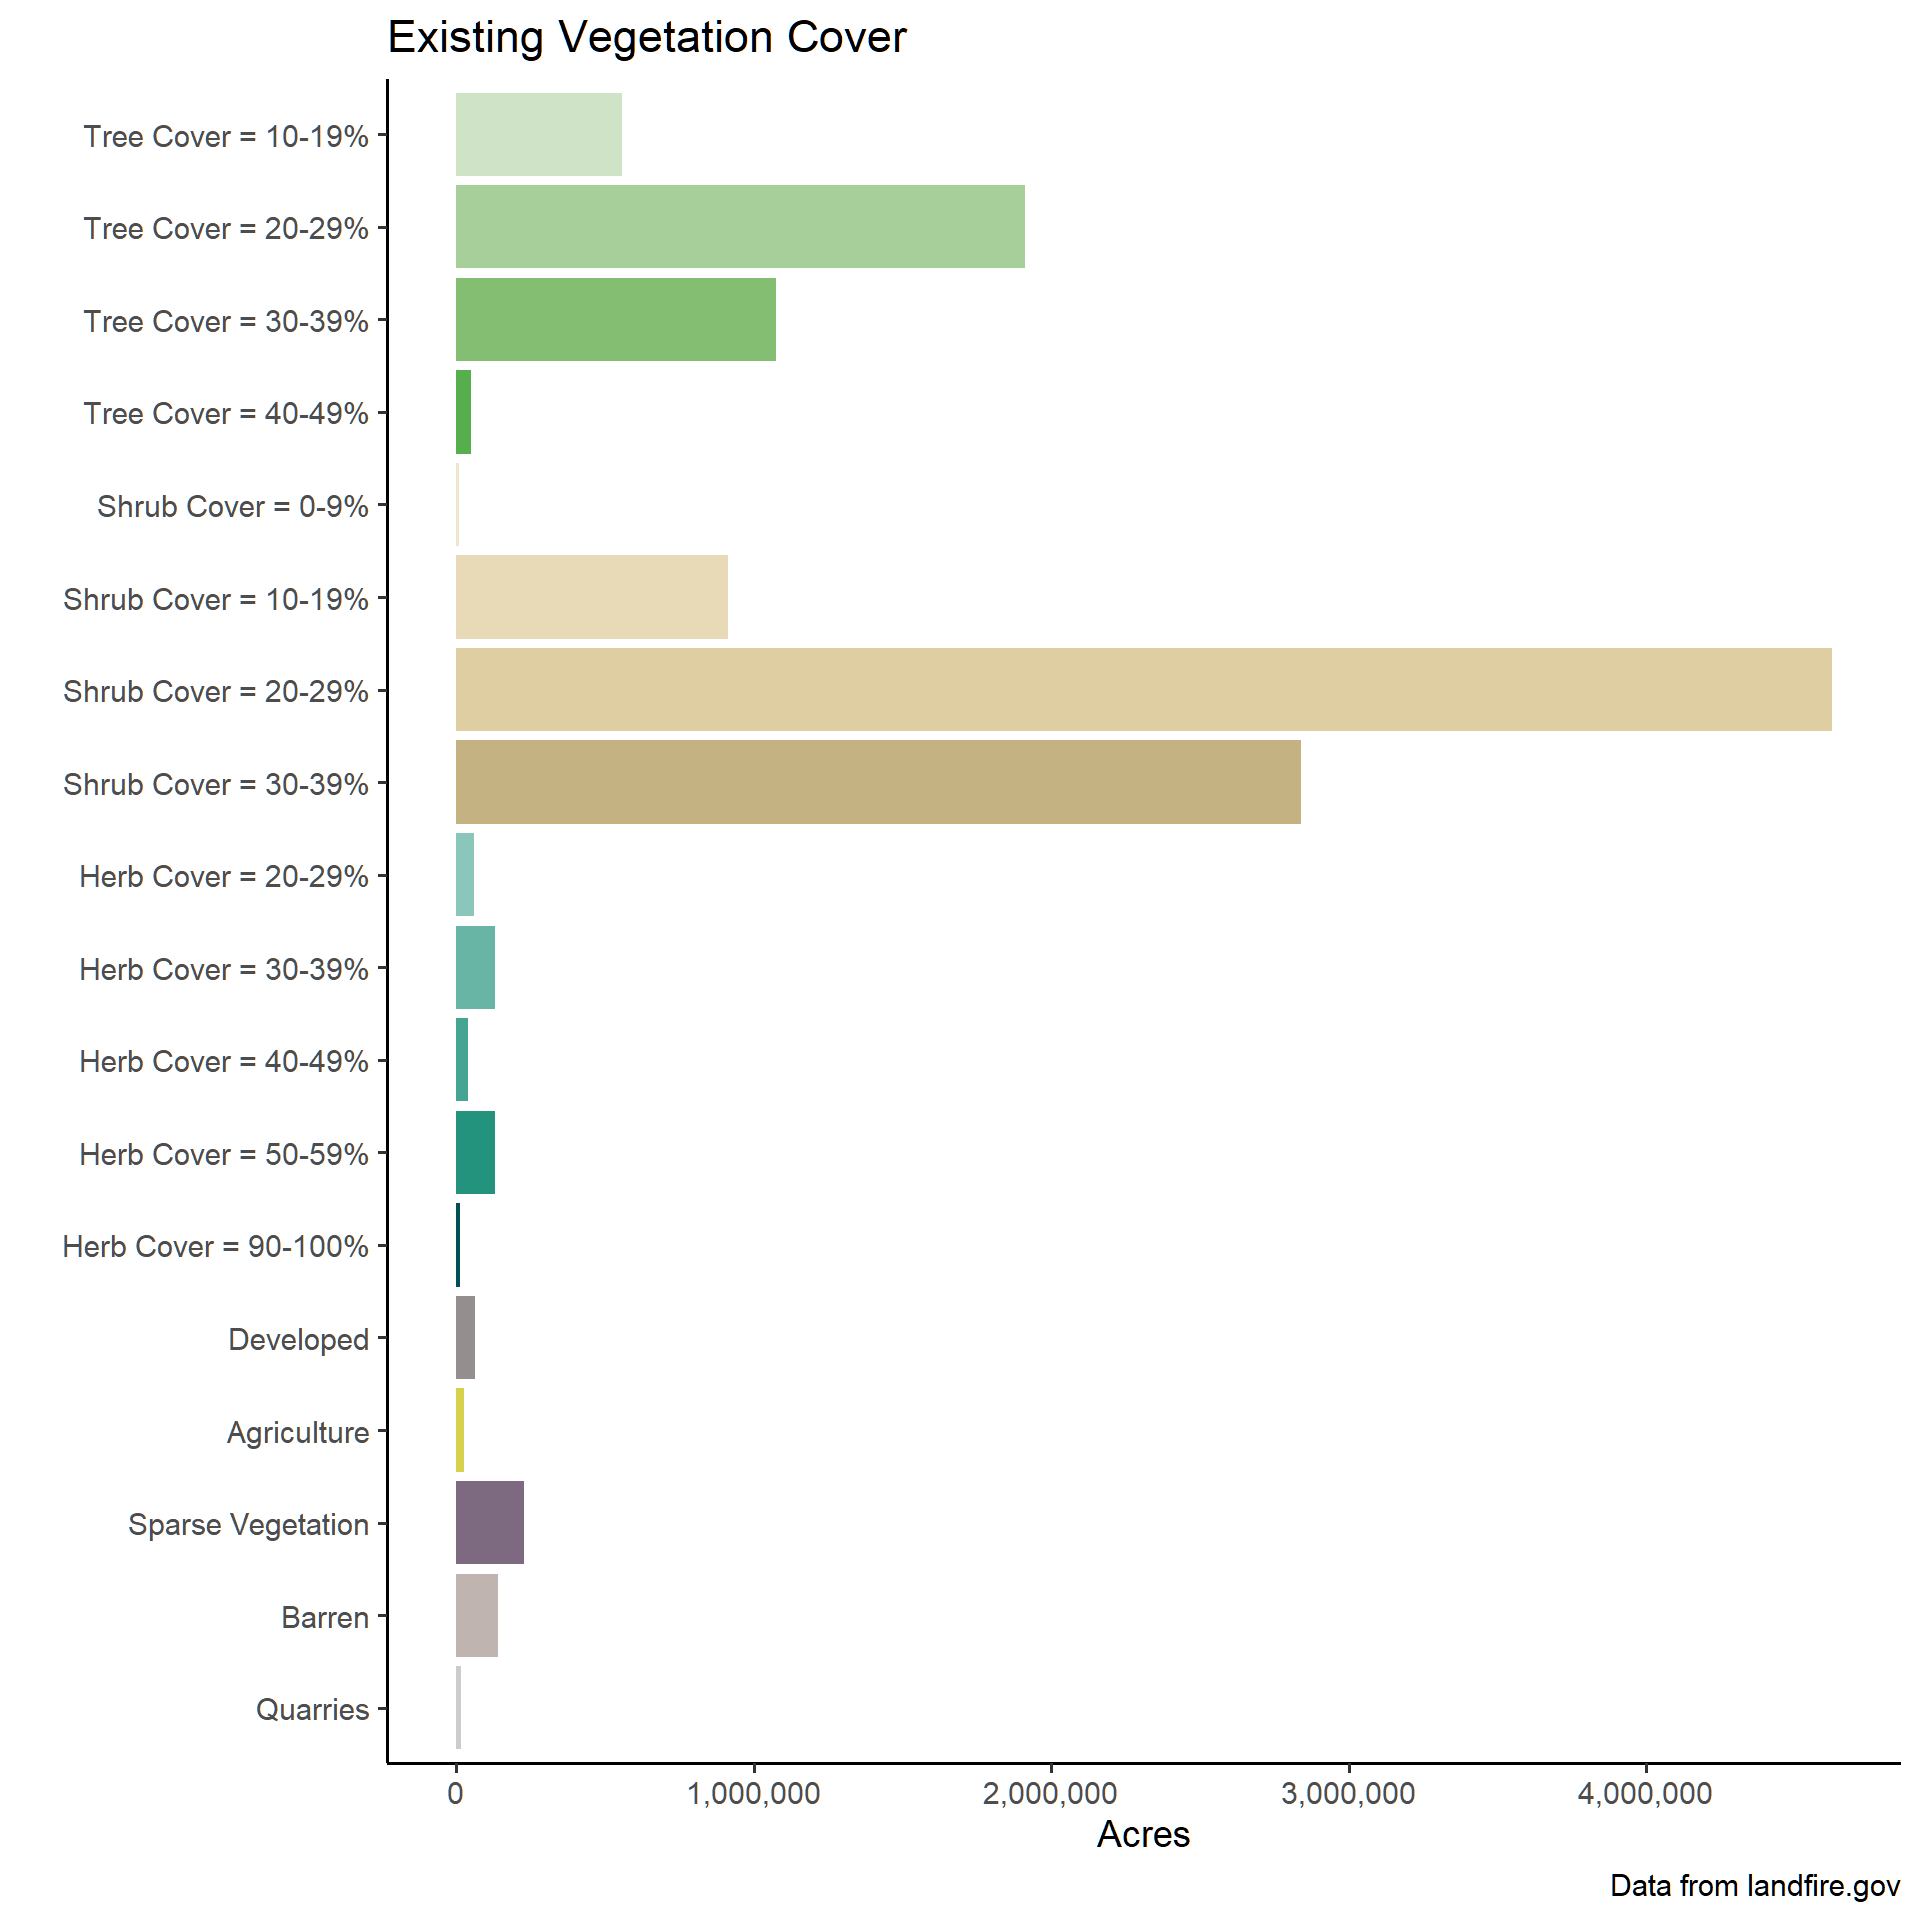 Existing Vegetation Cover
Tree Cover = 10-19%
Tree Cover = 20-29%
Tree Cover = 30-39%
Tree Cover = 40-49%
Shrub Cover = 0-9%
Shrub Cover = 10-19%
Shrub Cover = 20-29%
Shrub Cover = 30-39%
Herb Cover = 20-29%
Herb Cover = 30-39%
Herb Cover = 40-49%
Herb Cover = 50-59%
Herb Cover = 90-100%
Developed
Agriculture
Sparse Vegetation
Barren
Quarries
0 1,000,000 2,000,000 3,000,000 4,000,000
Acres
Data from landfire.gov